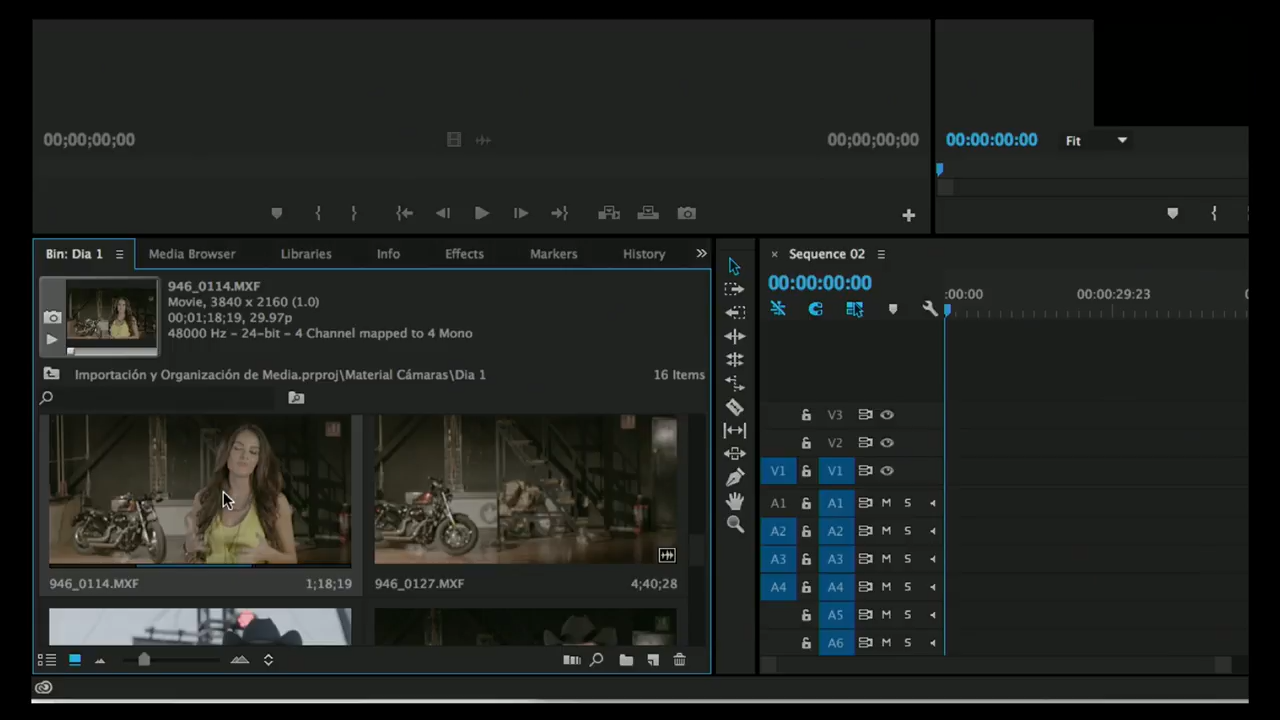 00;00;00;00
00;00;00;00
00:00:00:00
Fit
Bin: Dia 1
Media Browser
Libraries
Info
Effects
Markers
History
946_0114.MXF
Movie, 3840 x 2160 (1.0)
00;01;18;19, 29.97p
48000 Hz - 24-bit - 4 Channel mapped to 4 Mono
Importación y Organización de Media.prproj\Material Cámaras\Dia 1
16 Items
946_0114.MXF
1;18;19
946_0127.MXF
4;40;28
× Sequence 02
00:00:00:00
:00:00
00:00:29:23
V3
V2
V1 V1
A1 A1 M S
A2 A2 M S
A3 A3 M S
A4 A4 M S
A5 M S
A6 M S